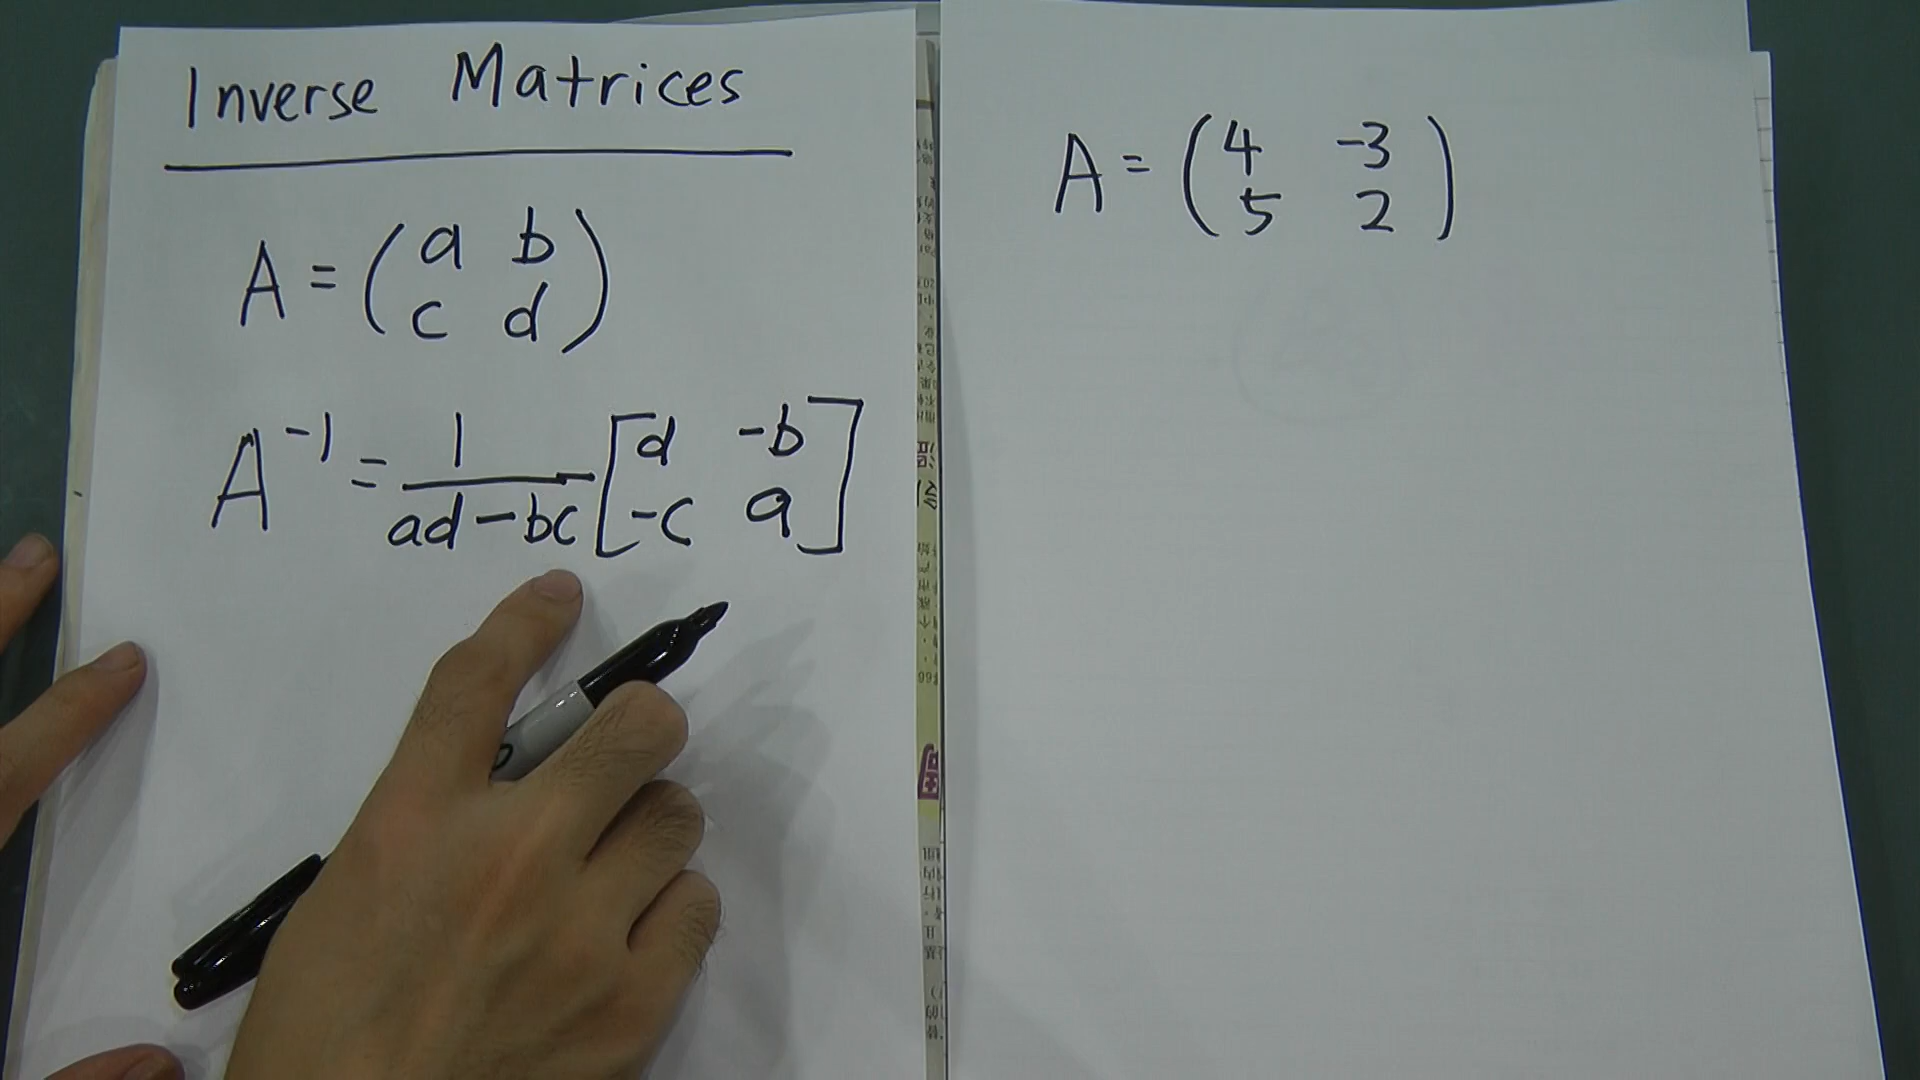 Inverse Matrices
A = ( a b
c d )
A⁻¹ = 1 / ad - bc [ d -b
-c a ]
A = ( 4 -3
5 2 )